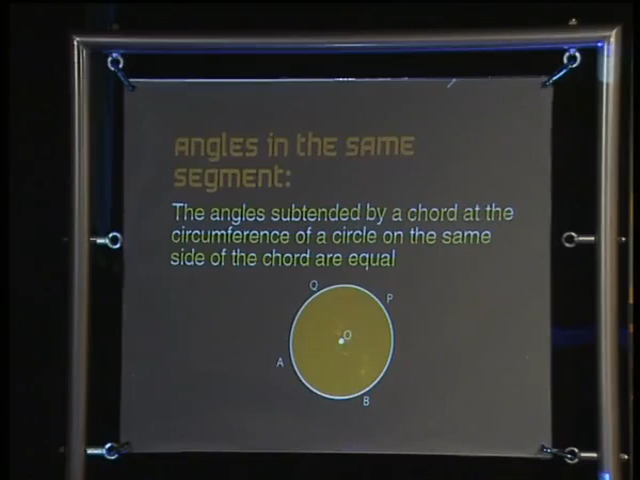 Angles in the same
segment:
The angles subtended by a chord at the
circumference of a circle on the same
side of the chord are equal
Q
P
O
A
B